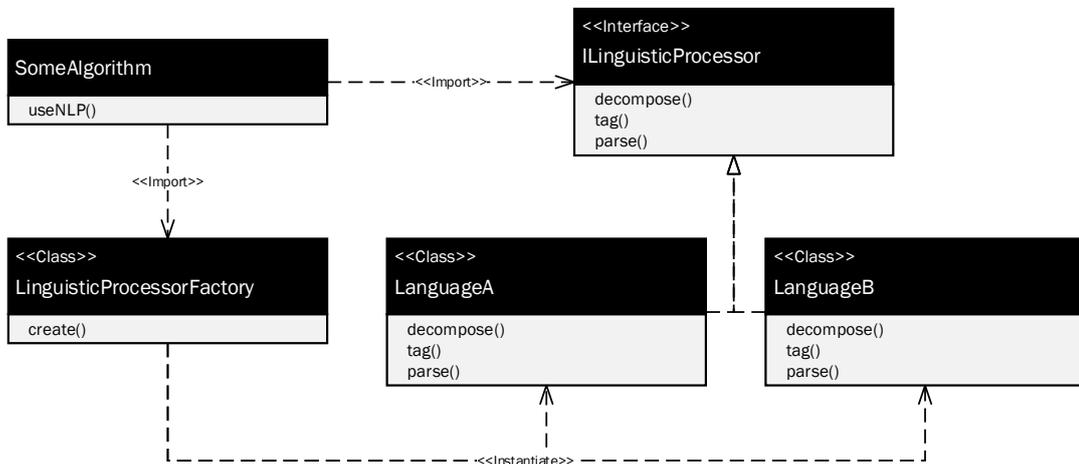 <<Interface>>
ILinguisticProcessor
decompose()
tag()
parse()
SomeAlgorithm
useNLP()
<<Import>>
<<Import>>
<<Class>>
LinguisticProcessorFactory
create()
<<Class>>
LanguageA
decompose()
tag()
parse()
<<Class>>
LanguageB
decompose()
tag()
parse()
<<Instantiate>>